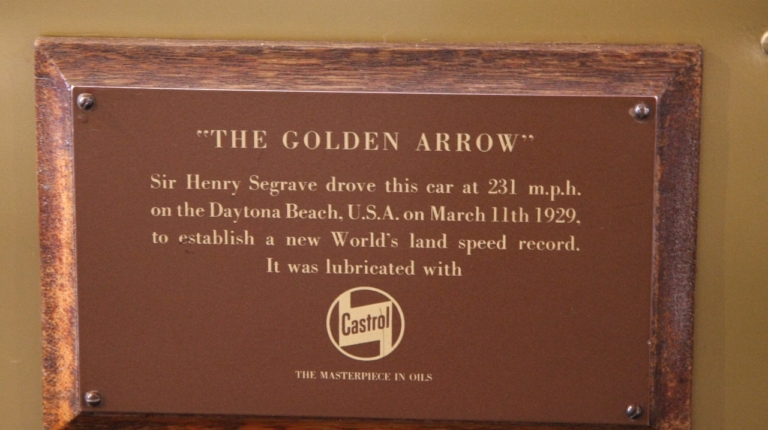 "THE GOLDEN ARROW"
Sir Henry Segrave drove this car at 231 m.p.h.
on the Daytona Beach, U.S.A. on March 11th 1929,
to establish a new World's land speed record.
It was lubricated with
Castrol
THE MASTERPIECE IN OILS